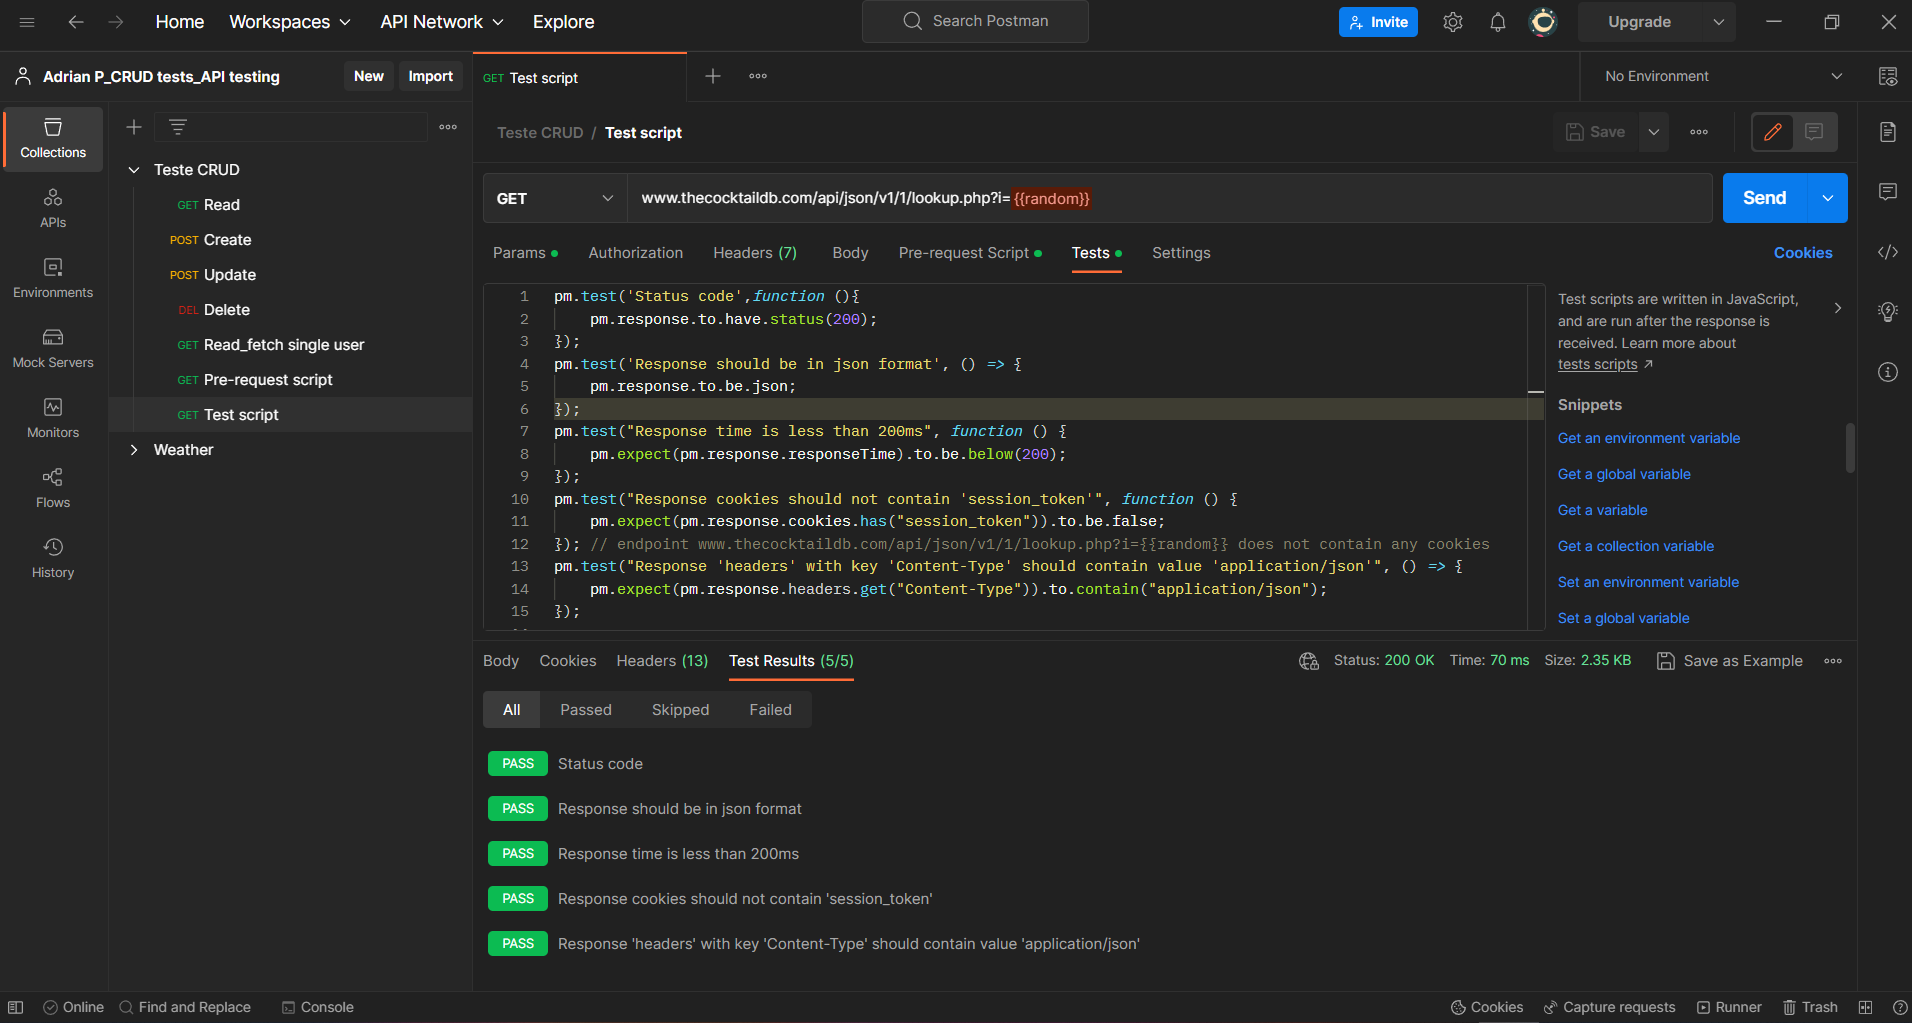 Home Workspaces API Network Explore Search Postman Invite Upgrade
Adrian P_CRUD tests_API testing New Import GET Test script No Environment
Collections
APIs
Environments
Mock Servers
Monitors
Flows
History
Teste CRUD
GET Read
POST Create
POST Update
DEL Delete
GET Read_fetch single user
GET Pre-request script
GET Test script
Weather
Teste CRUD / Test script Save
GET www.thecocktaildb.com/api/json/v1/1/lookup.php?i={{random}} Send
Params Authorization Headers (7) Body Pre-request Script Tests Settings Cookies
1 pm.test('Status code',function (){
2 pm.response.to.have.status(200);
3 });
4 pm.test('Response should be in json format', () => {
5 pm.response.to.be.json;
6 });
7 pm.test("Response time is less than 200ms", function () {
8 pm.expect(pm.response.responseTime).to.be.below(200);
9 });
10 pm.test("Response cookies should not contain 'session_token'", function () {
11 pm.expect(pm.response.cookies.has("session_token")).to.be.false;
12 }); // endpoint www.thecocktaildb.com/api/json/v1/1/lookup.php?i={{random}} does not contain any cookies
13 pm.test("Response 'headers' with key 'Content-Type' should contain value 'application/json'", () => {
14 pm.expect(pm.response.headers.get("Content-Type")).to.contain("application/json");
15 });
Test scripts are written in JavaScript,
and are run after the response is
received. Learn more about
tests scripts
Snippets
Get an environment variable
Get a global variable
Get a variable
Get a collection variable
Set an environment variable
Set a global variable
Body Cookies Headers (13) Test Results (5/5) Status: 200 OK Time: 70 ms Size: 2.35 KB Save as Example
All Passed Skipped Failed
PASS Status code
PASS Response should be in json format
PASS Response time is less than 200ms
PASS Response cookies should not contain 'session_token'
PASS Response 'headers' with key 'Content-Type' should contain value 'application/json'
Online Find and Replace Console Cookies Capture requests Runner Trash